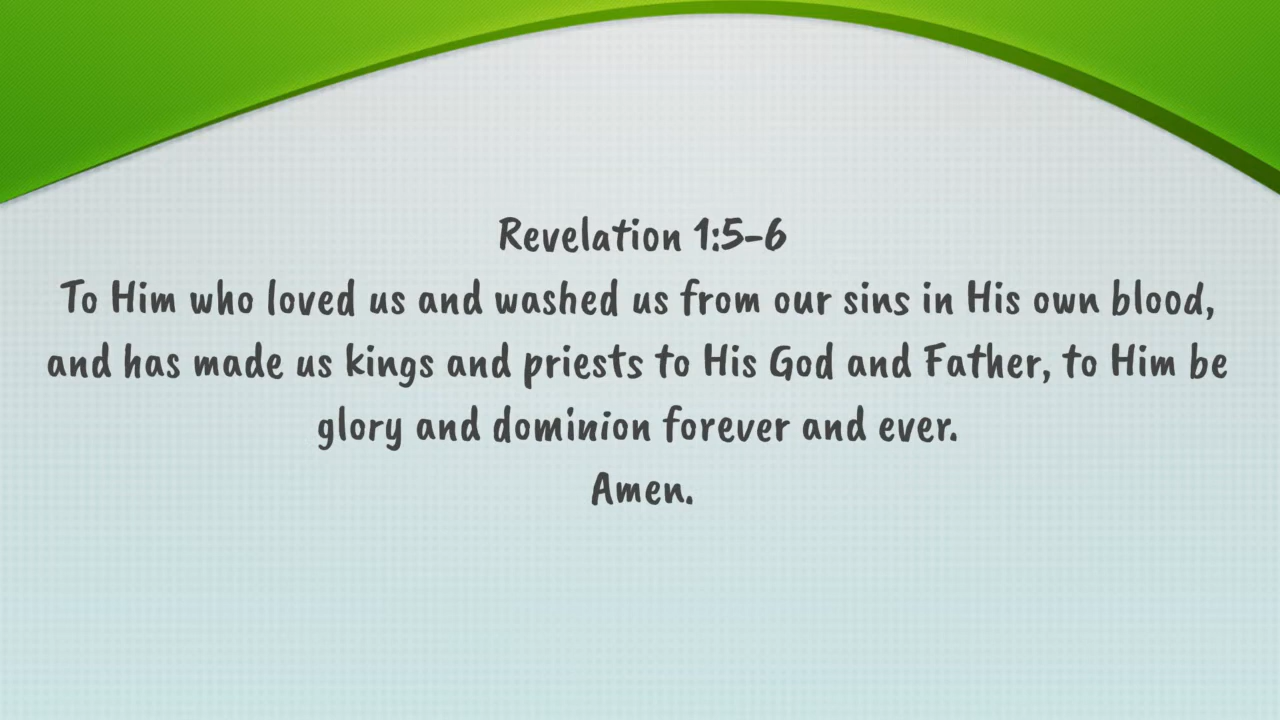 Revelation 1:5-6
To Him who loved us and washed us from our sins in His own blood,
and has made us kings and priests to His God and Father, to Him be
glory and dominion forever and ever.
Amen.